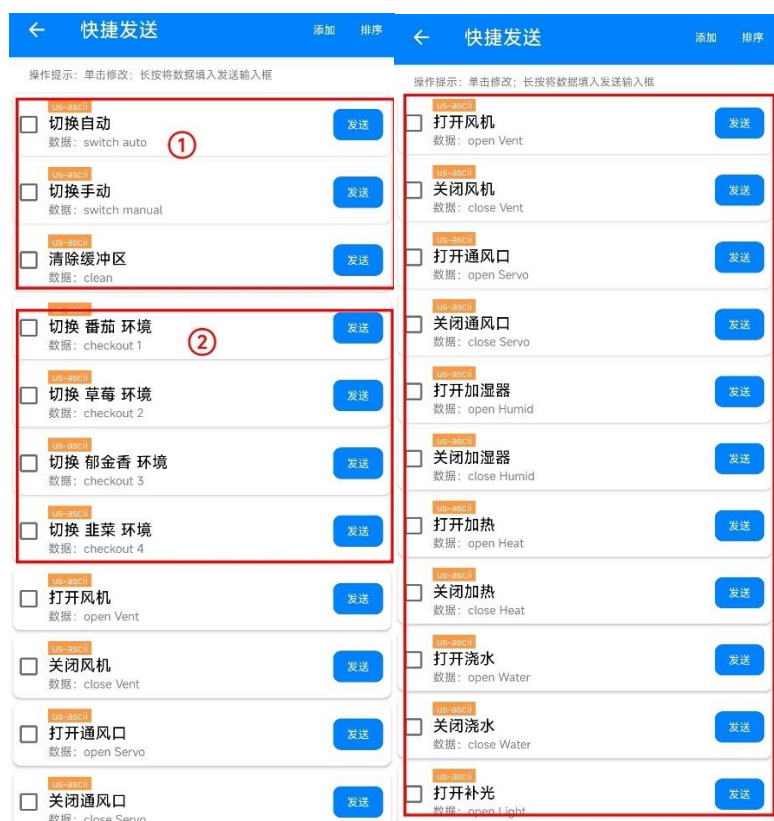 快捷发送
添加 排序
操作提示：单击修改；长按将数据填入发送输入框
us-ascii
切换自动
数据：switch auto
发送
①
us-ascii
切换手动
数据：switch manual
发送
us-ascii
清除缓冲区
数据：clean
发送
切换 番茄 环境
数据：checkout 1
发送
②
us-ascii
切换 草莓 环境
数据：checkout 2
发送
us-ascii
切换 郁金香 环境
数据：checkout 3
发送
us-ascii
切换 韭菜 环境
数据：checkout 4
发送
us-ascii
打开风机
数据：open Vent
发送
us-ascii
关闭风机
数据：close Vent
发送
us-ascii
打开通风口
数据：open Servo
发送
us-ascii
关闭通风口
数据：close Servo
发送
快捷发送
添加 排序
操作提示：单击修改；长按将数据填入发送输入框
us-ascii
打开风机
数据：open Vent
发送
us-ascii
关闭风机
数据：close Vent
发送
us-ascii
打开通风口
数据：open Servo
发送
us-ascii
关闭通风口
数据：close Servo
发送
us-ascii
打开加湿器
数据：open Humid
发送
us-ascii
关闭加湿器
数据：close Humid
发送
us-ascii
打开加热
数据：open Heat
发送
us-ascii
关闭加热
数据：close Heat
发送
us-ascii
打开浇水
数据：open Water
发送
us-ascii
关闭浇水
数据：close Water
发送
us-ascii
打开补光
数据：open Light
发送